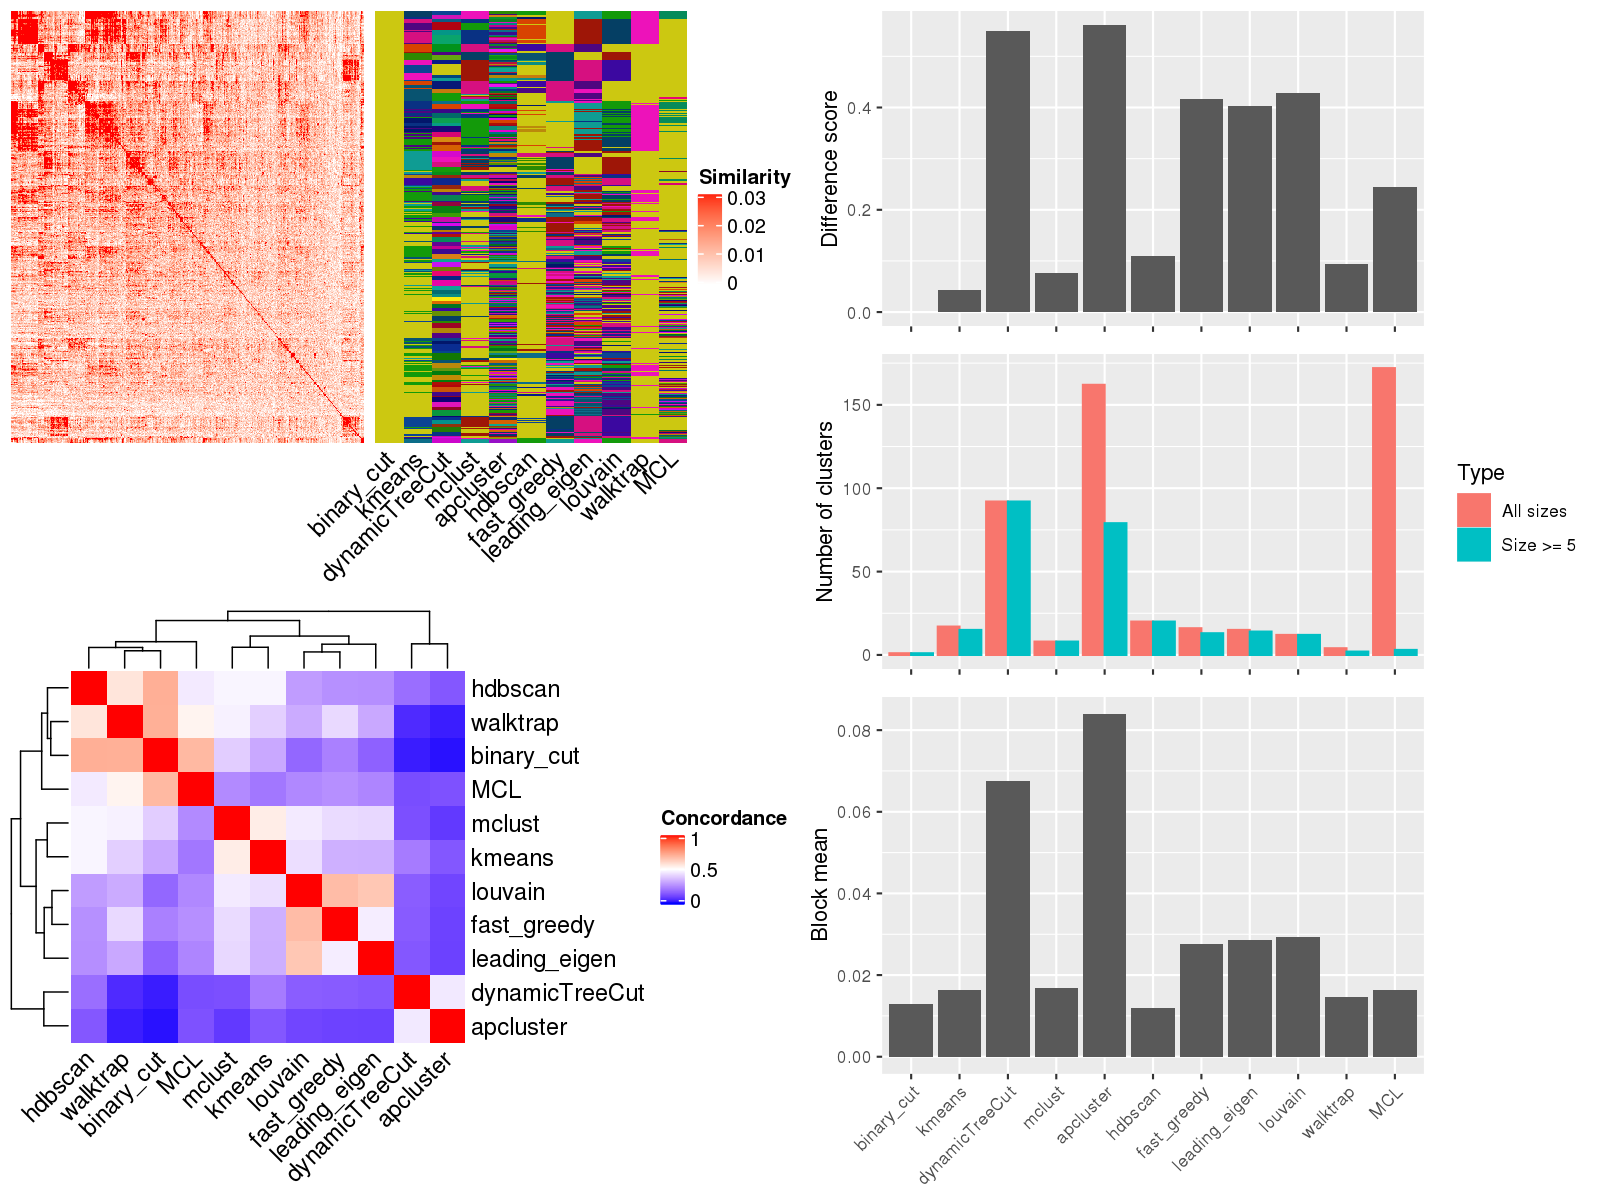 Similarity
0.03
0.02
0.01
0
binary_cut
kmeans
dynamicTreeCut
mclust
apcluster
hdbscan
fast_greedy
leading_eigen
louvain
walktrap
MCL
hdbscan
walktrap
binary_cut
MCL
mclust
kmeans
louvain
fast_greedy
leading_eigen
dynamicTreeCut
apcluster
hdbscan
walktrap
binary_cut
MCL
mclust
kmeans
louvain
fast_greedy
leading_eigen
dynamicTreeCut
apcluster
Concordance
1
0.5
0
Difference score
0.4
0.2
0.0
Number of clusters
150
100
50
0
Type
All sizes
Size >= 5
Block mean
0.08
0.06
0.04
0.02
0.00
binary_cut
kmeans
dynamicTreeCut
mclust
apcluster
hdbscan
fast_greedy
leading_eigen
louvain
walktrap
MCL